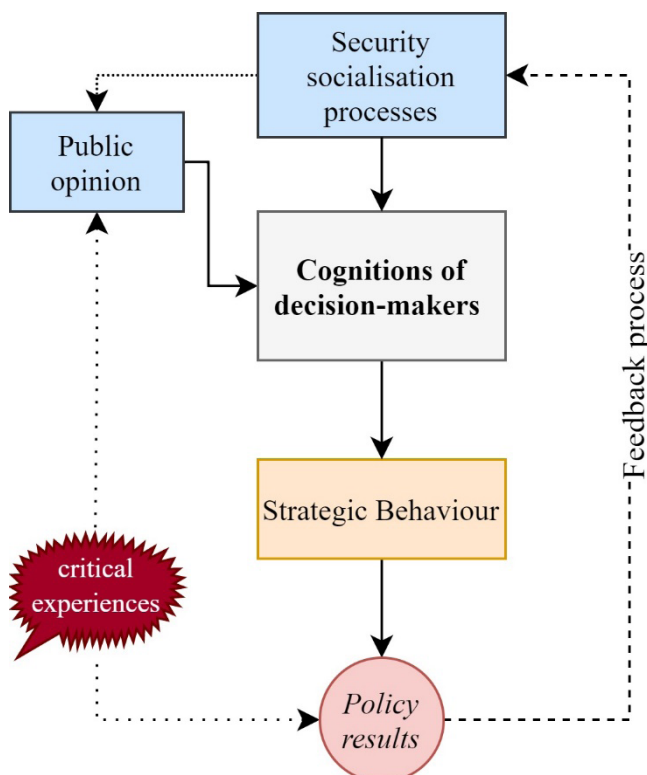 Security
socialisation
processes
Public
opinion
Cognitions of
decision-makers
Feedback process
Strategic Behaviour
critical
experiences
Policy
results